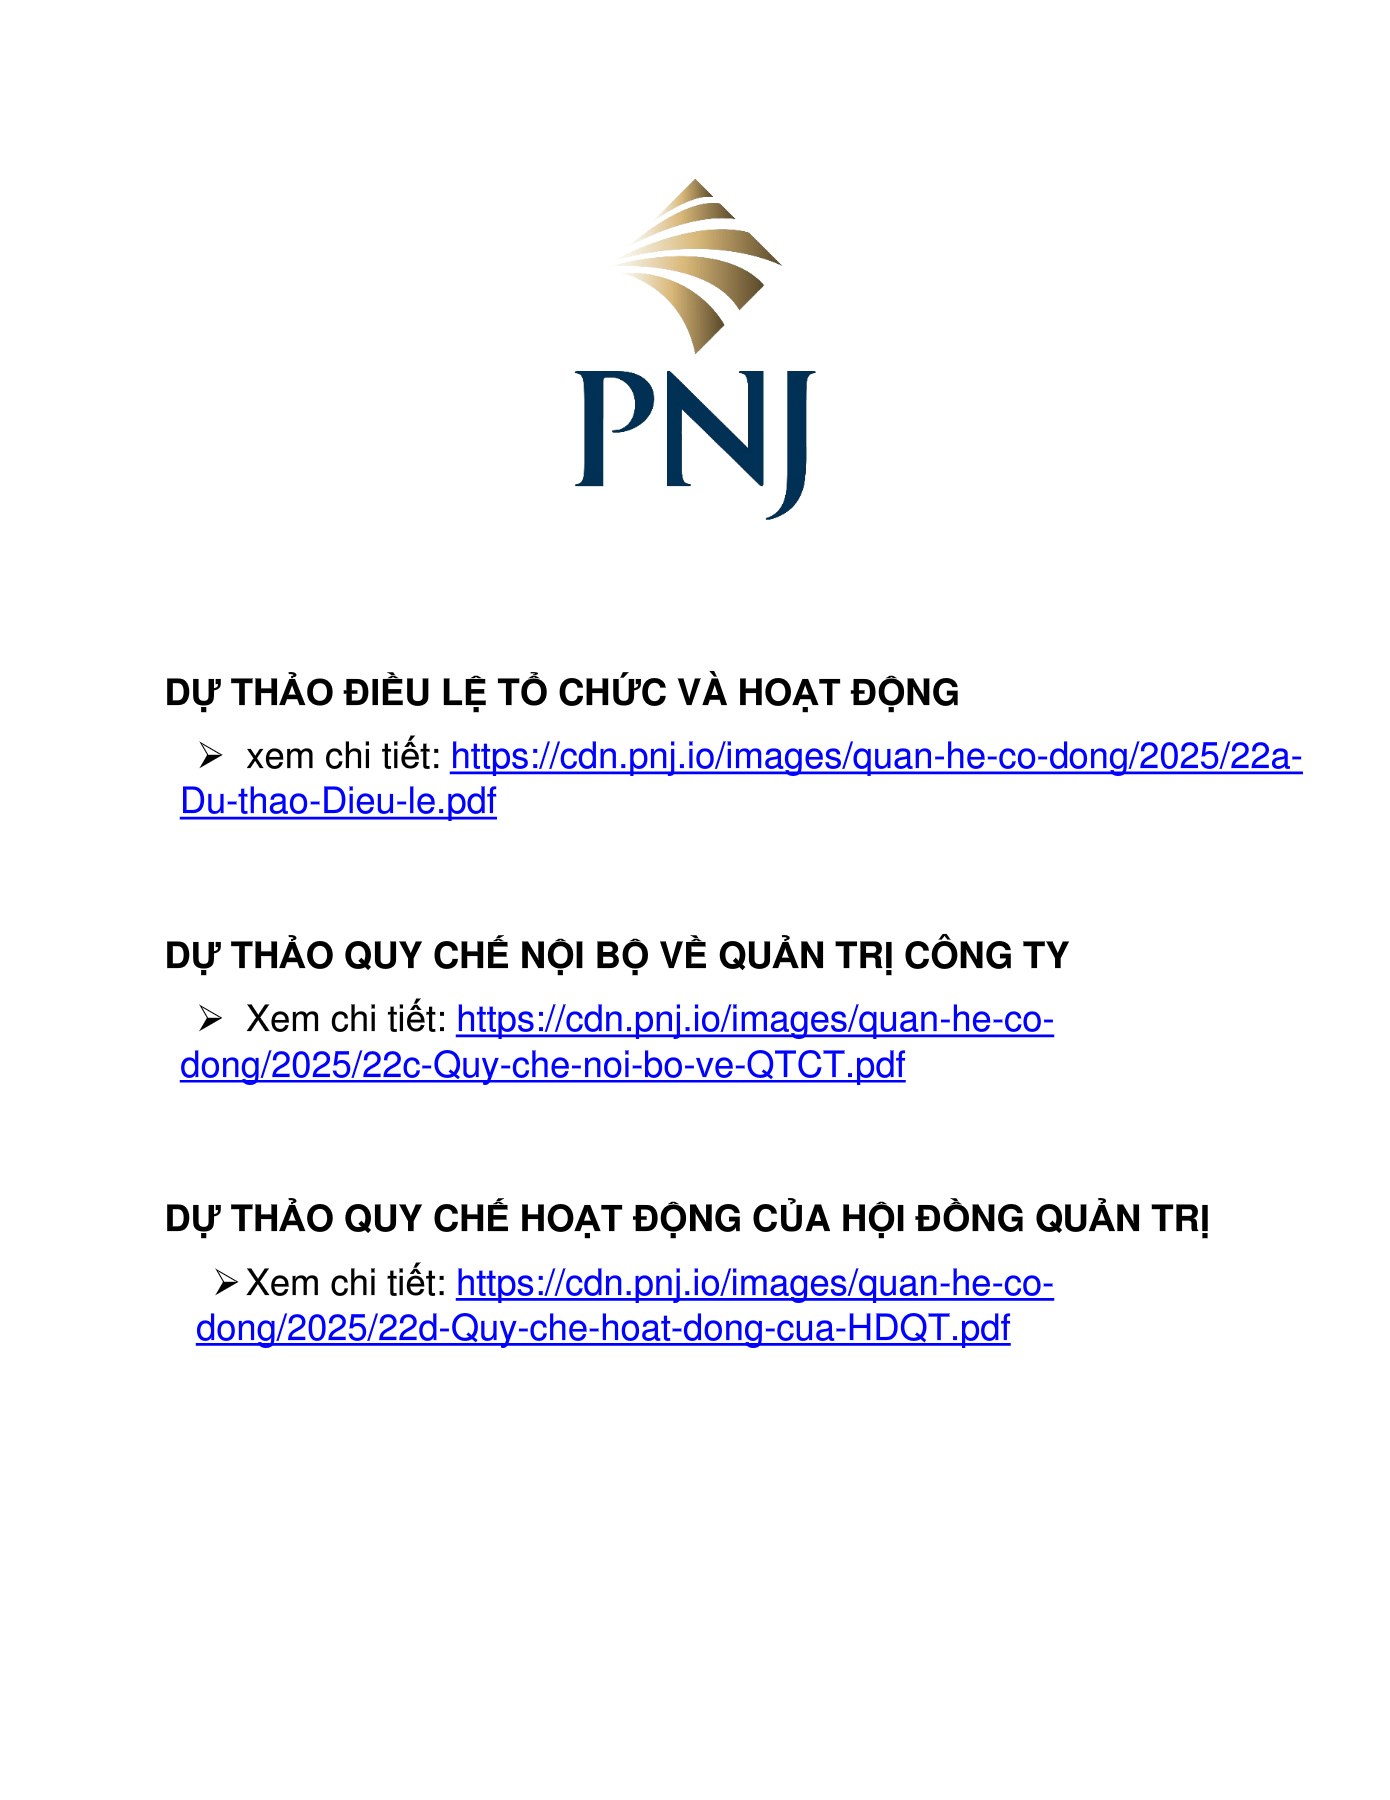 PNJ
DỰ THẢO ĐIỀU LỆ TỔ CHỨC VÀ HOẠT ĐỘNG
➢ xem chi tiết: https://cdn.pnj.io/images/quan-he-co-dong/2025/22a-
Du-thao-Dieu-le.pdf
DỰ THẢO QUY CHẾ NỘI BỘ VỀ QUẢN TRỊ CÔNG TY
➢ Xem chi tiết: https://cdn.pnj.io/images/quan-he-co-
dong/2025/22c-Quy-che-noi-bo-ve-QTCT.pdf
DỰ THẢO QUY CHẾ HOẠT ĐỘNG CỦA HỘI ĐỒNG QUẢN TRỊ
➢ Xem chi tiết: https://cdn.pnj.io/images/quan-he-co-
dong/2025/22d-Quy-che-hoat-dong-cua-HDQT.pdf